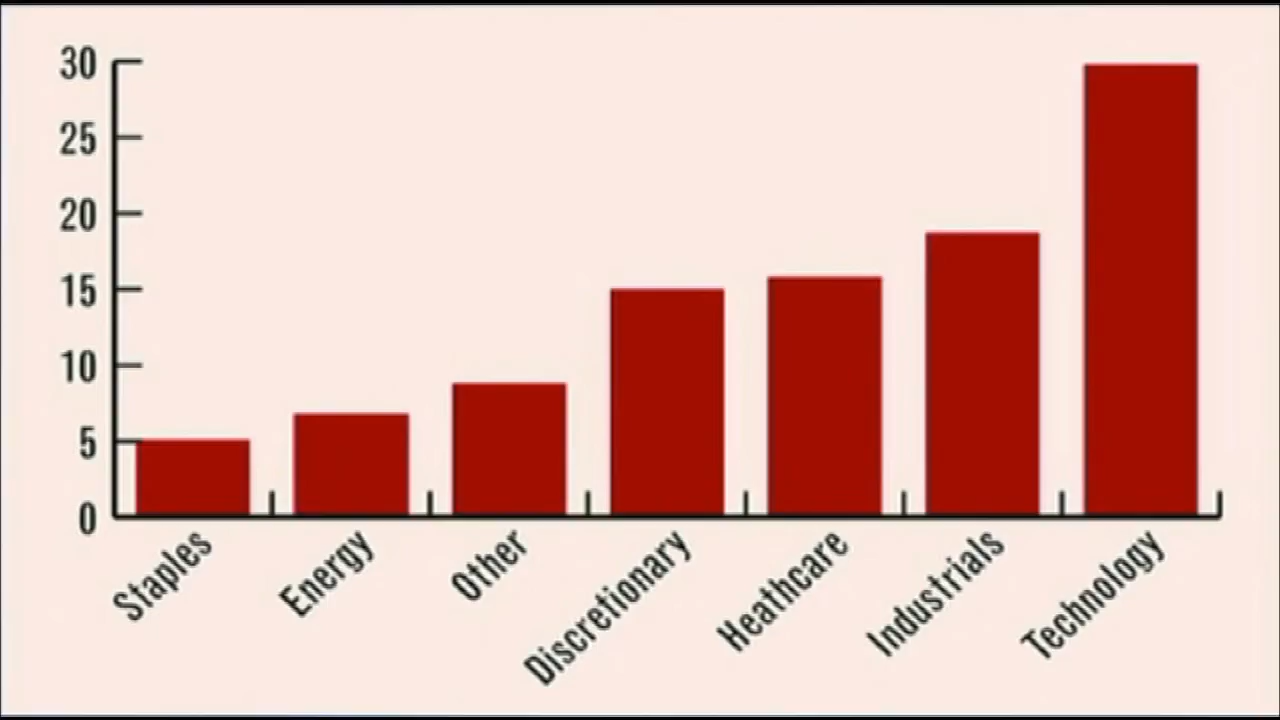 30
25
20
15
10
5
0
Staples
Energy
Other
Discretionary
Heathcare
Industrials
Technology